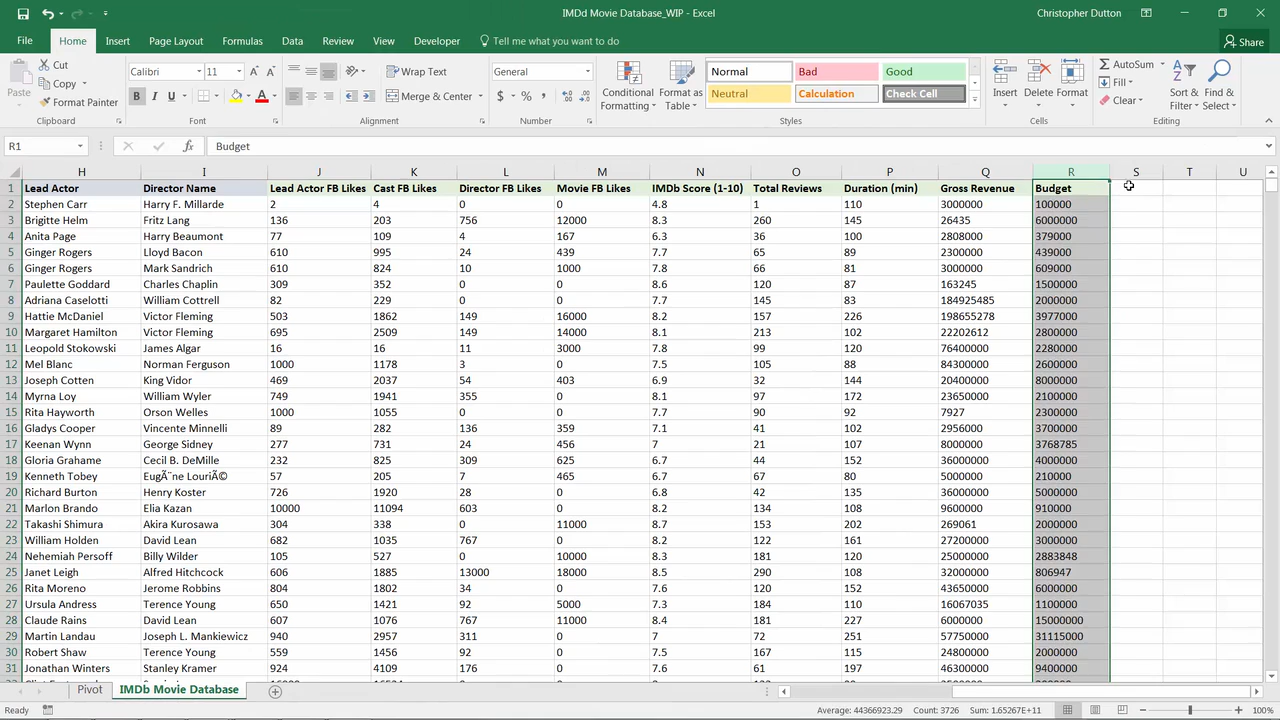 IMDd Movie Database_WIP - Excel
Christopher Dutton
File Home Insert Page Layout Formulas Data Review View Developer Tell me what you want to do Share
Paste Cut Copy Format Painter Clipboard
Calibri 11 B I U A Font
Wrap Text Merge & Center Alignment
General $ % , Number
Conditional Formatting Format as Table
Normal Bad Good
Neutral Calculation Check Cell
Styles
Insert Delete Format Cells
AutoSum Fill Clear Sort & Filter Find & Select Editing
R1 fx Budget
H I J K L M N O P Q R S T U
1 Lead Actor Director Name Lead Actor FB Likes Cast FB Likes Director FB Likes Movie FB Likes IMDb Score (1-10) Total Reviews Duration (min) Gross Revenue Budget
2 Stephen Carr Harry F. Millarde 2 4 0 0 4.8 1 110 3000000 100000
3 Brigitte Helm Fritz Lang 136 203 756 12000 8.3 260 145 26435 6000000
4 Anita Page Harry Beaumont 77 109 4 167 6.3 36 100 2808000 379000
5 Ginger Rogers Lloyd Bacon 610 995 24 439 7.7 65 89 2300000 439000
6 Ginger Rogers Mark Sandrich 610 824 10 1000 7.8 66 81 3000000 609000
7 Paulette Goddard Charles Chaplin 309 352 0 0 8.6 120 87 163245 1500000
8 Adriana Caselotti William Cottrell 82 229 0 0 7.7 145 83 184925485 2000000
9 Hattie McDaniel Victor Fleming 503 1862 149 16000 8.2 157 226 198655278 3977000
10 Margaret Hamilton Victor Fleming 695 2509 149 14000 8.1 213 102 22202612 2800000
11 Leopold Stokowski James Algar 16 16 11 3000 7.8 99 120 76400000 2280000
12 Mel Blanc Norman Ferguson 1000 1178 3 0 7.5 105 88 84300000 2600000
13 Joseph Cotten King Vidor 469 2037 54 403 6.9 32 144 20400000 8000000
14 Myrna Loy William Wyler 749 1941 355 0 8.1 97 172 23650000 2100000
15 Rita Hayworth Orson Welles 1000 1055 0 0 7.7 90 92 7927 2300000
16 Gladys Cooper Vincente Minnelli 89 282 136 359 7.1 41 102 2956000 3700000
17 Keenan Wynn George Sidney 277 731 24 456 7 21 107 8000000 3768785
18 Gloria Grahame Cecil B. DeMille 232 825 309 625 6.7 44 152 36000000 4000000
19 Kenneth Tobey EugÃ¨ne LouriÃ© 57 205 7 465 6.7 67 80 5000000 210000
20 Richard Burton Henry Koster 726 1920 28 0 6.8 42 135 36000000 5000000
21 Marlon Brando Elia Kazan 10000 11094 603 0 8.2 134 108 9600000 910000
22 Takashi Shimura Akira Kurosawa 304 338 0 11000 8.7 153 202 269061 2000000
23 William Holden David Lean 682 1035 767 0 8.2 122 161 27200000 3000000
24 Nehemiah Persoff Billy Wilder 105 527 0 10000 8.3 181 120 25000000 2883848
25 Janet Leigh Alfred Hitchcock 606 1885 13000 18000 8.5 290 108 32000000 806947
26 Rita Moreno Jerome Robbins 804 1802 34 0 7.6 120 152 43650000 6000000
27 Ursula Andress Terence Young 650 1421 92 5000 7.3 184 110 16067035 1100000
28 Claude Rains David Lean 607 1076 767 11000 8.4 181 227 6000000 15000000
29 Martin Landau Joseph L. Mankiewicz 940 2957 311 0 7 72 251 57750000 31115000
30 Robert Shaw Terence Young 559 1456 92 0 7.5 115 149 24800000 2000000
31 Jonathan Winters Stanley Kramer 924 4109 176 0 7.6 61 197 46300000 9400000
Pivot IMDb Movie Database
Ready Average: 44366923.29 Count: 3726 Sum: 1.65267E+11 100%